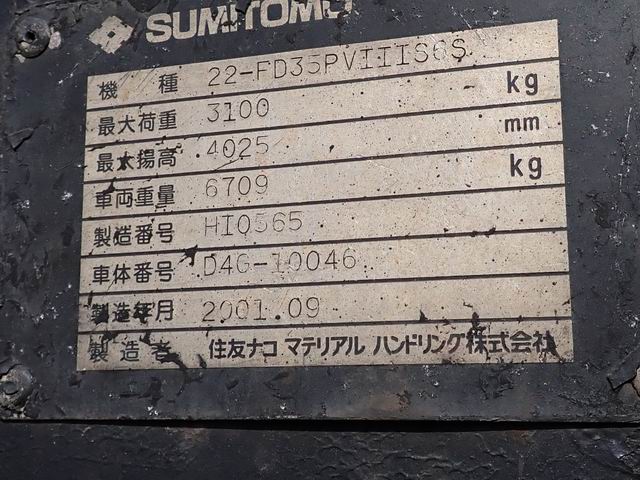 SUMITOMO
機種 22-FD35PVIIIS6S
最大荷重 3100 kg
最大揚高 4025 mm
車両重量 6709 kg
製造番号 HI0565
車体番号 D4G-10046
製造年月 2001.09
製造者 住友ナコ マテリアル ハンドリング株式会社